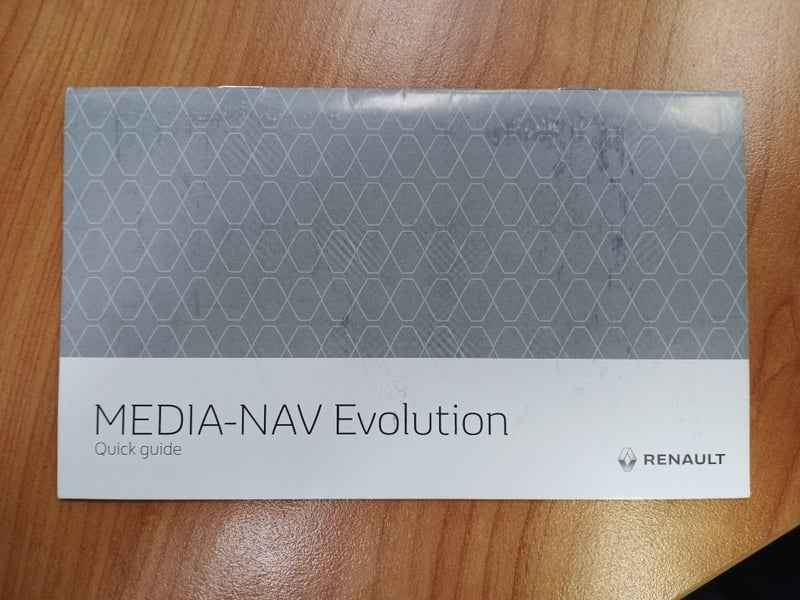 MEDIA-NAV Evolution
Quick guide
RENAULT